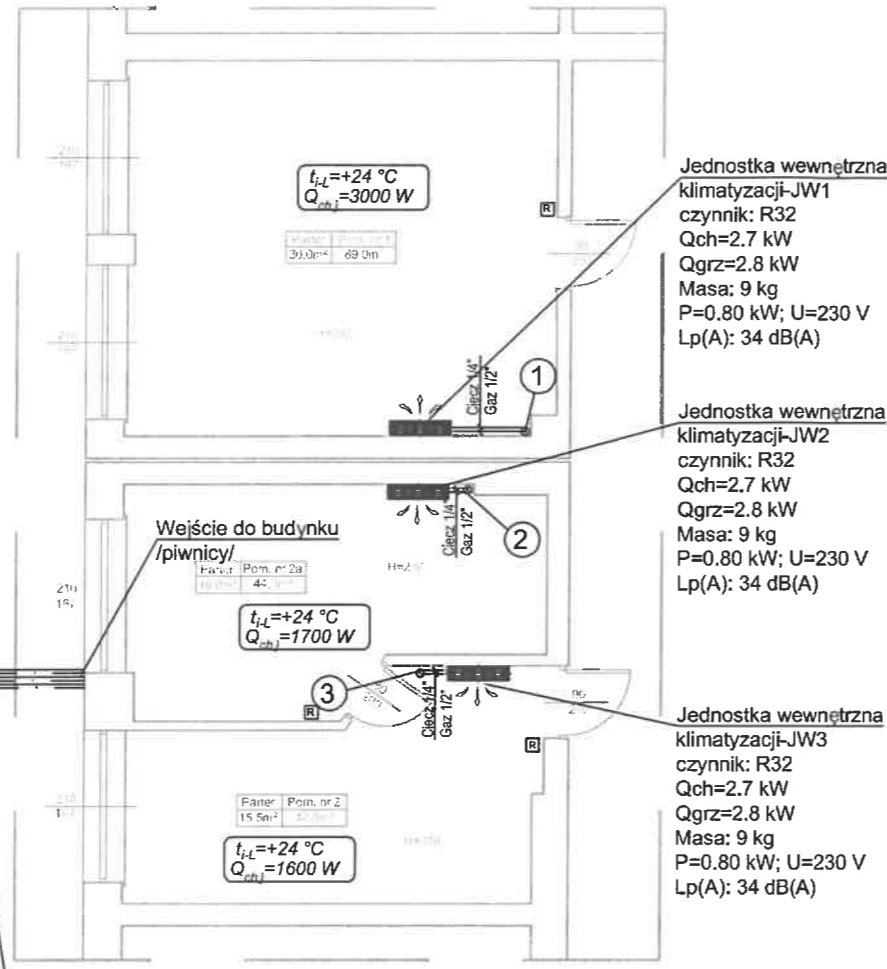 t_i-L=+24 °C
Q_ch,j=3000 W
R
30.0m² 89.0m
Jednostka wewnętrzna
klimatyzacji-JW1
czynnik: R32
Qch=2.7 kW
Qgrz=2.8 kW
Masa: 9 kg
P=0.80 kW; U=230 V
Lp(A): 34 dB(A)
Ciecz 1/4"
Gaz 1/2"
1
Jednostka wewnętrzna
klimatyzacji-JW2
czynnik: R32
Qch=2.7 kW
Qgrz=2.8 kW
Masa: 9 kg
P=0.80 kW; U=230 V
Lp(A): 34 dB(A)
Ciecz 1/4"
Gaz 1/2"
2
Wejście do budynku
/piwnicy/
Parter Pom. nr 2a
210
t_i-L=+24 °C
Q_ch,j=1700 W
3
R
Ciecz 1/4"
Gaz 1/2"
R
Jednostka wewnętrzna
klimatyzacji-JW3
czynnik: R32
Qch=2.7 kW
Qgrz=2.8 kW
Masa: 9 kg
P=0.80 kW; U=230 V
Lp(A): 34 dB(A)
Parter Pom. nr 2
15.5m²
t_i-L=+24 °C
Q_ch,j=1600 W